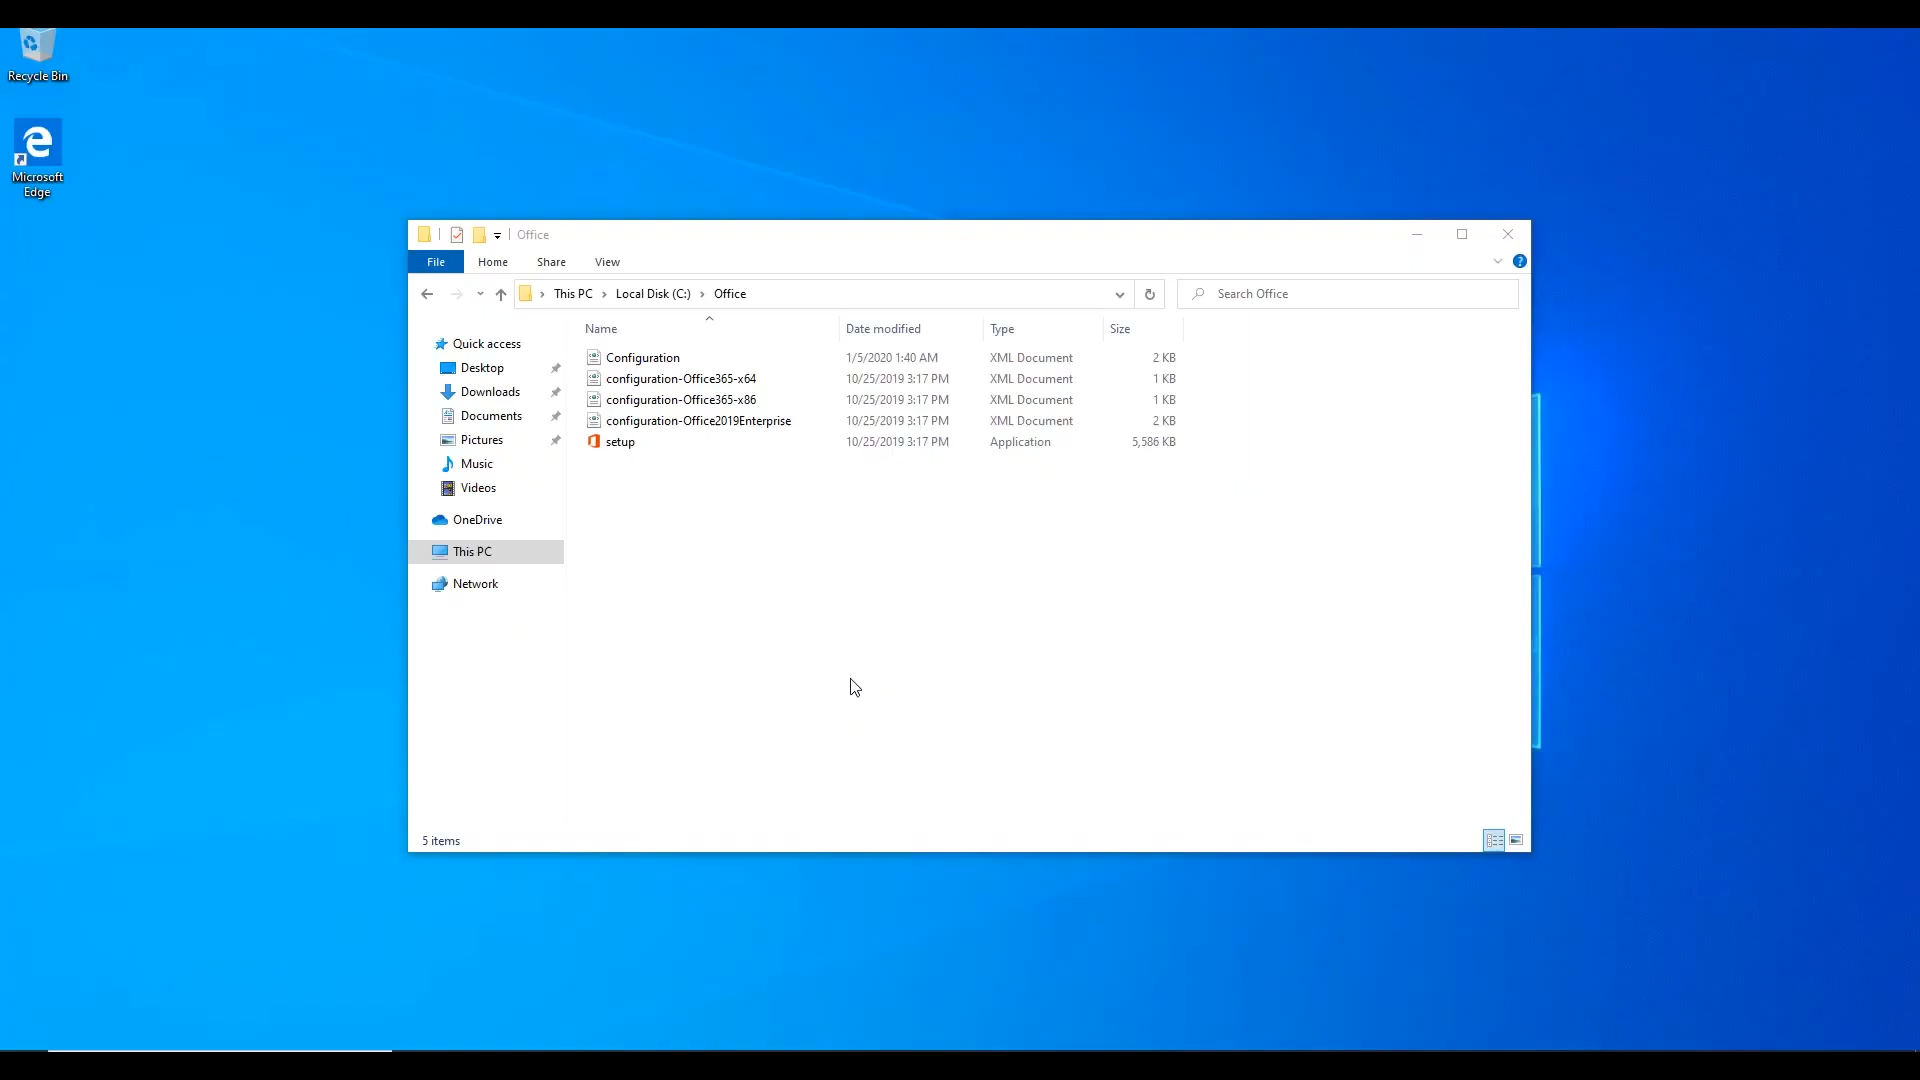 Recycle Bin
Microsoft
Edge
Office
File Home Share View
This PC Local Disk (C:) Office
Search Office
Name Date modified Type Size
Quick access
Desktop
Downloads
Documents
Pictures
Music
Videos
OneDrive
This PC
Network
Configuration 1/5/2020 1:40 AM XML Document 2 KB
configuration-Office365-x64 10/25/2019 3:17 PM XML Document 1 KB
configuration-Office365-x86 10/25/2019 3:17 PM XML Document 1 KB
configuration-Office2019Enterprise 10/25/2019 3:17 PM XML Document 2 KB
setup 10/25/2019 3:17 PM Application 5,586 KB
5 items